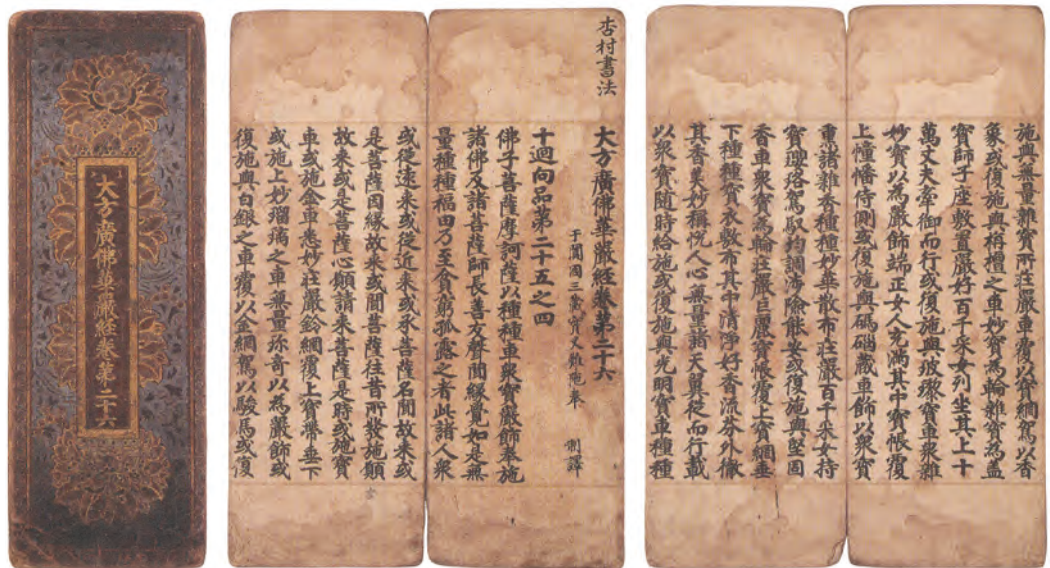 大方廣佛華嚴經卷第二十六
杏村書法
大方廣佛華嚴經卷第二十六
于闐國三藏實叉難陁奉 制譯
十迴向品第二十五之四
佛子菩薩摩訶薩以種種車衆寶嚴飾奉施
諸佛及諸菩薩師長善友聲聞緣覺如是無
量種種福田乃至貧窮孤露之者此諸人衆
或從遠來或從近來或承菩薩名聞故來或
是菩薩因緣故來或聞菩薩往昔所發施願
故來或是菩薩心願請來菩薩是時或施寶
車或施金車悉妙莊嚴鈴網覆上寶帶垂下
或施上妙瑠璃之車無量珎奇以為嚴飾或
復施與白銀之車覆以金網駕以駿馬或復
施與無量雜寶所莊嚴車覆以寶網駕以香
象或復施與栴檀之車妙寶為輪雜寶為蓋
寶師子座敷置嚴好百千采女列坐其上十
萬丈夫牽御而行或復施與玻瓈寶車衆雜
妙寶以為嚴飾端正女人充滿其中寶帳覆
上幢幡侍側或復施與碼碯藏車飾以衆寶
熏諸雜香種種妙華散布莊嚴百千采女持
寶瓔珞駕馭均調涉險能安或復施與堅固
香車衆寶為輪莊嚴巨麗寶帳覆上寶網垂
下種種寶衣敷布其中清淨好香流芬外徹
其香美妙稱悅人心無量諸天翼從而行載
以衆寶隨時給施或復施與光明寶車種種